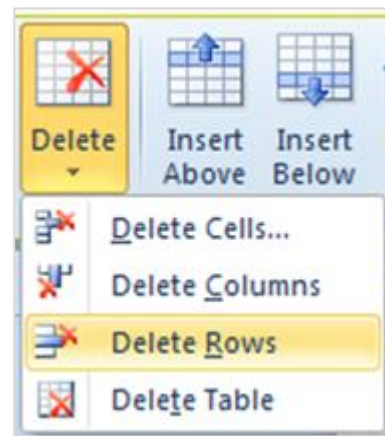 Delete
Insert Above
Insert Below
Delete Cells...
Delete Columns
Delete Rows
Delete Table